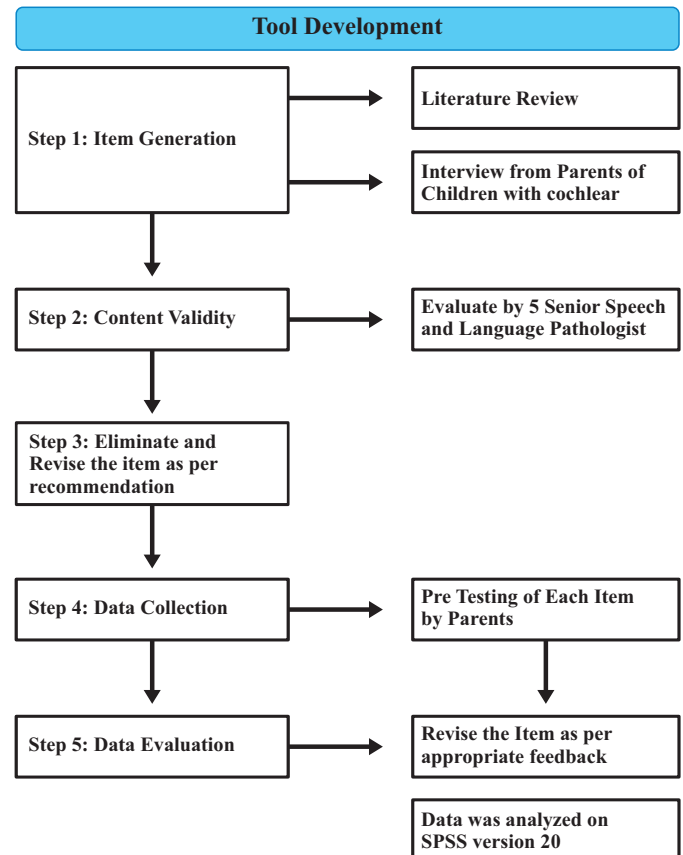 Tool Development
Step 1: Item Generation
Literature Review
Interview from Parents of
Children with cochlear
Step 2: Content Validity
Evaluate by 5 Senior Speech
and Language Pathologist
Step 3: Eliminate and
Revise the item as per
recommendation
Step 4: Data Collection
Pre Testing of Each Item
by Parents
Step 5: Data Evaluation
Revise the Item as per
appropriate feedback
Data was analyzed on
SPSS version 20